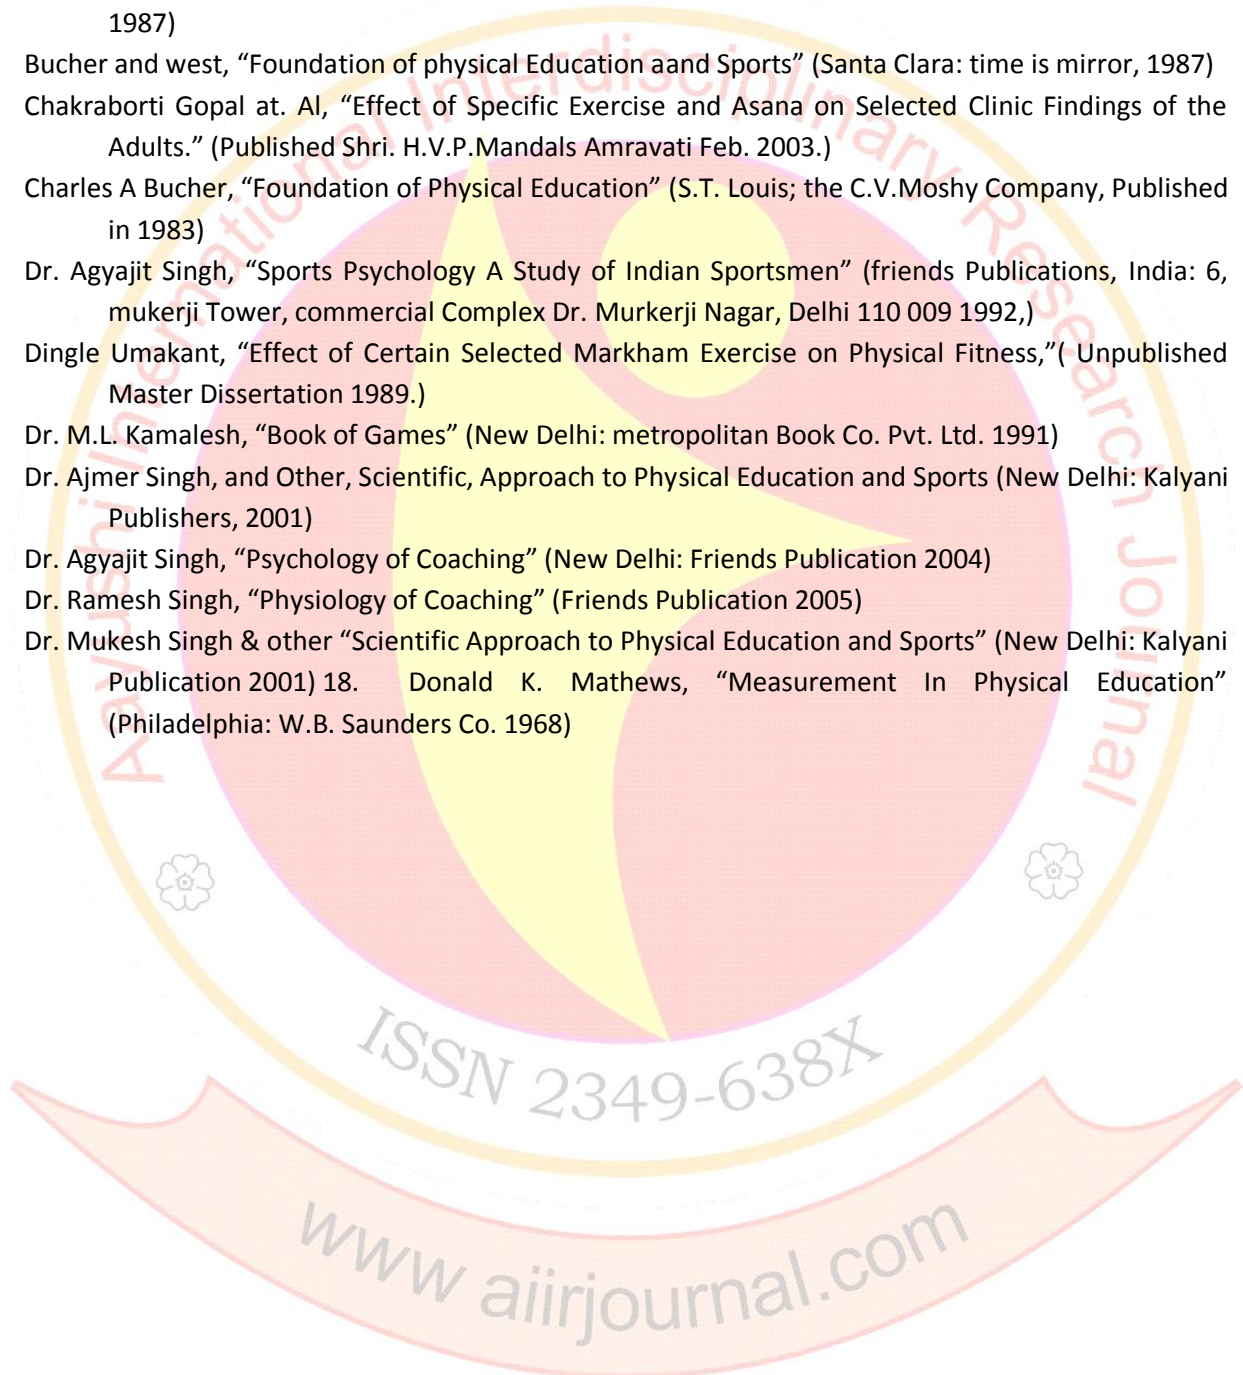 1987)
Bucher and west, “Foundation of physical Education aand Sports” (Santa Clara: time is mirror, 1987)
Chakraborti Gopal at. Al, “Effect of Specific Exercise and Asana on Selected Clinic Findings of the
Adults.” (Published Shri. H.V.P.Mandals Amravati Feb. 2003.)
Charles A Bucher, “Foundation of Physical Education” (S.T. Louis; the C.V.Moshy Company, Published
in 1983)
Dr. Agyajit Singh, “Sports Psychology A Study of Indian Sportsmen” (friends Publications, India: 6,
mukerji Tower, commercial Complex Dr. Murkerji Nagar, Delhi 110 009 1992,)
Dingle Umakant, “Effect of Certain Selected Markham Exercise on Physical Fitness,”( Unpublished
Master Dissertation 1989.)
Dr. M.L. Kamalesh, “Book of Games” (New Delhi: metropolitan Book Co. Pvt. Ltd. 1991)
Dr. Ajmer Singh, and Other, Scientific, Approach to Physical Education and Sports (New Delhi: Kalyani
Publishers, 2001)
Dr. Agyajit Singh, “Psychology of Coaching” (New Delhi: Friends Publication 2004)
Dr. Ramesh Singh, “Physiology of Coaching” (Friends Publication 2005)
Dr. Mukesh Singh & other “Scientific Approach to Physical Education and Sports” (New Delhi: Kalyani
Publication 2001) 18. Donald K. Mathews, “Measurement In Physical Education”
(Philadelphia: W.B. Saunders Co. 1968)
Aayushi International Interdisciplinary Research Journal
ISSN 2349-638X
www aiirjournal.com